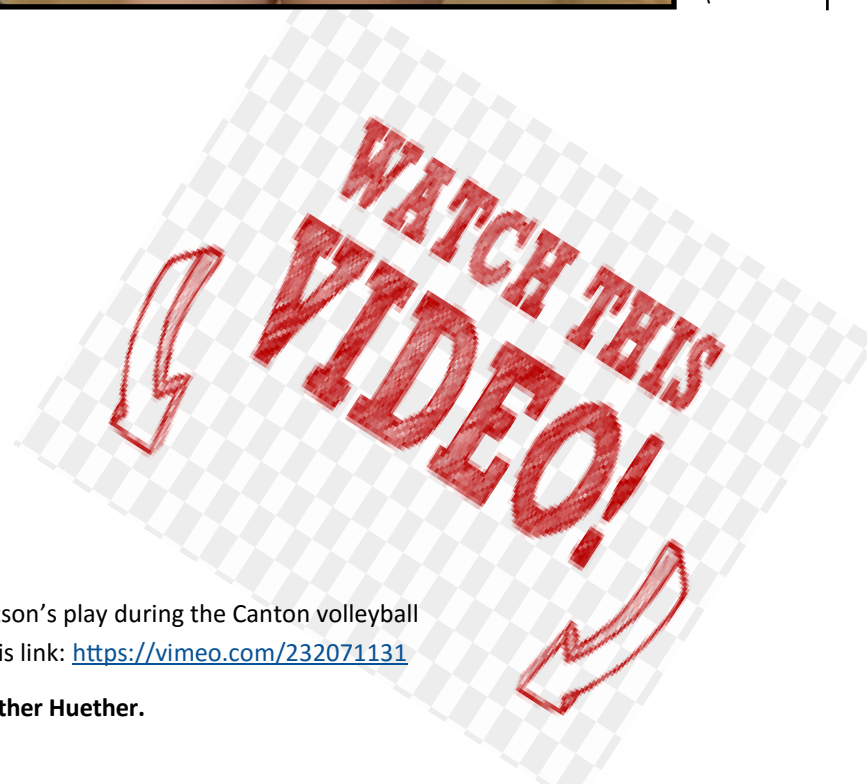 WATCH THIS
VIDEO!
son's play during the Canton volleyball
is link: https://vimeo.com/232071131
ther Huether.